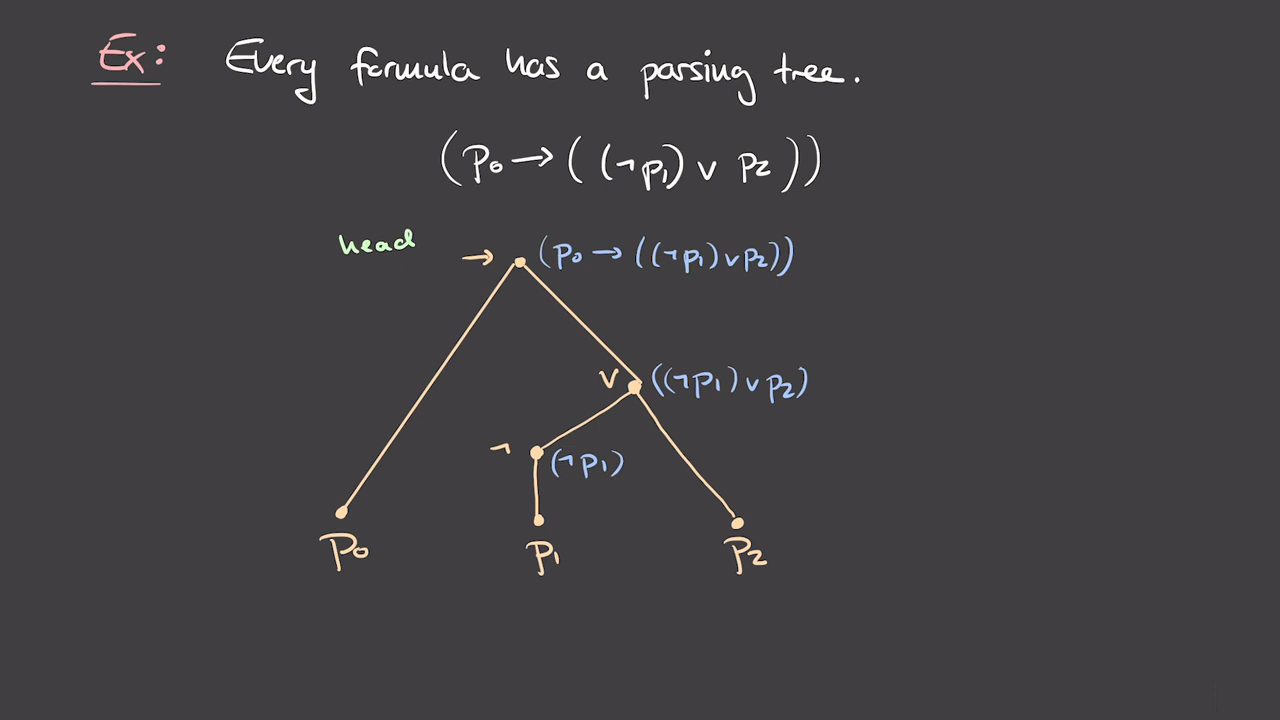 Ex: Every formula has a parsing tree.
(p₀ → ((¬p₁) ∨ p₂))
head → (p₀ → ((¬p₁) ∨ p₂))
∨ ((¬p₁) ∨ p₂)
¬ (¬p₁)
p₀ p₁ p₂